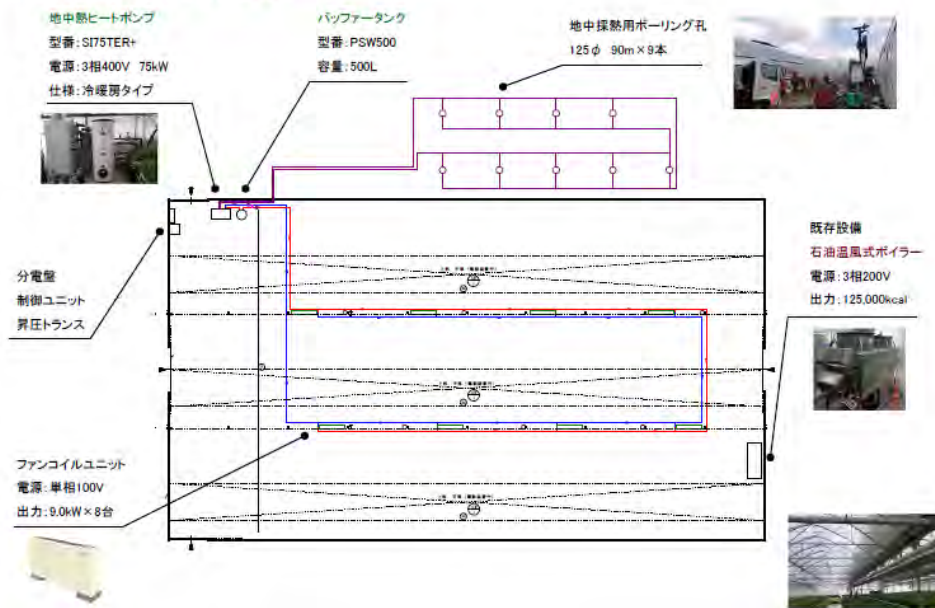 地中熱ヒートポンプ
型番:SI75TER+
電源:3相400V 75kW
仕様:冷暖房タイプ
バッファータンク
型番:PSW500
容量:500L
地中採熱用ボーリング孔
125φ 90m×9本
既存設備
石油温風式ボイラー
電源:3相200V
出力:125,000kcal
分電盤
制御ユニット
昇圧トランス
ファンコイルユニット
電源:単相100V
出力:9.0kW×8台